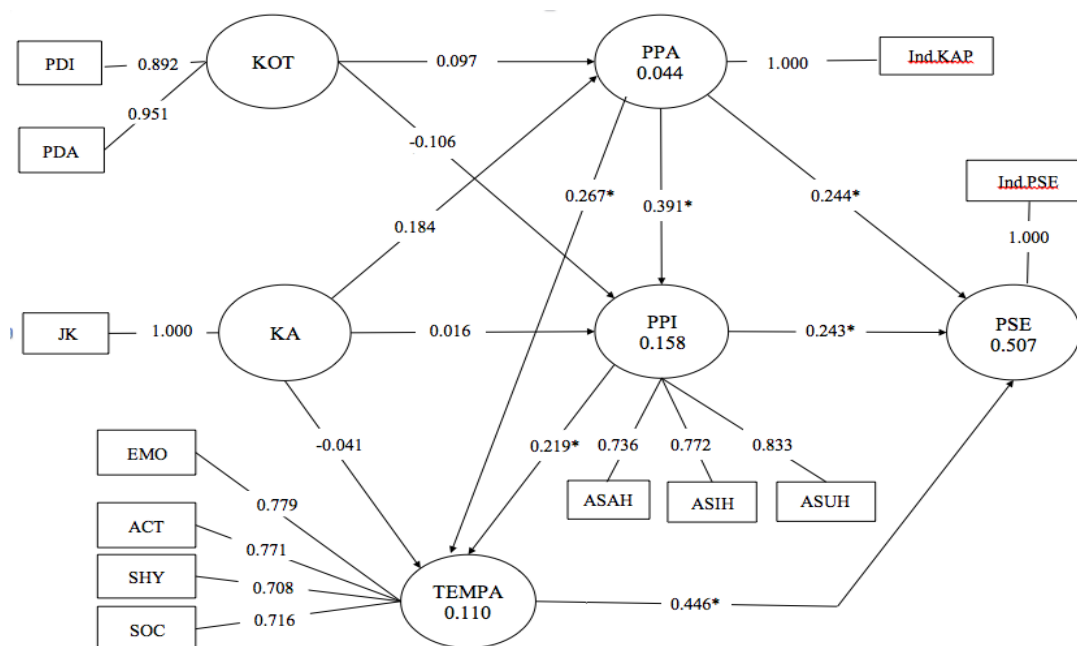 PDI
0.892
KOT
0.097
PPA
0.044
1.000
Ind.KAP
PDA
0.951
-0.106
0.267*
0.391*
0.244*
Ind.PSE
0.184
1.000
JK
1.000
KA
0.016
PPI
0.158
0.243*
PSE
0.507
-0.041
0.219*
0.736
0.772
0.833
EMO
0.779
ASAH
ASIH
ASUH
ACT
0.771
SHY
0.708
TEMPA
0.110
0.446*
SOC
0.716